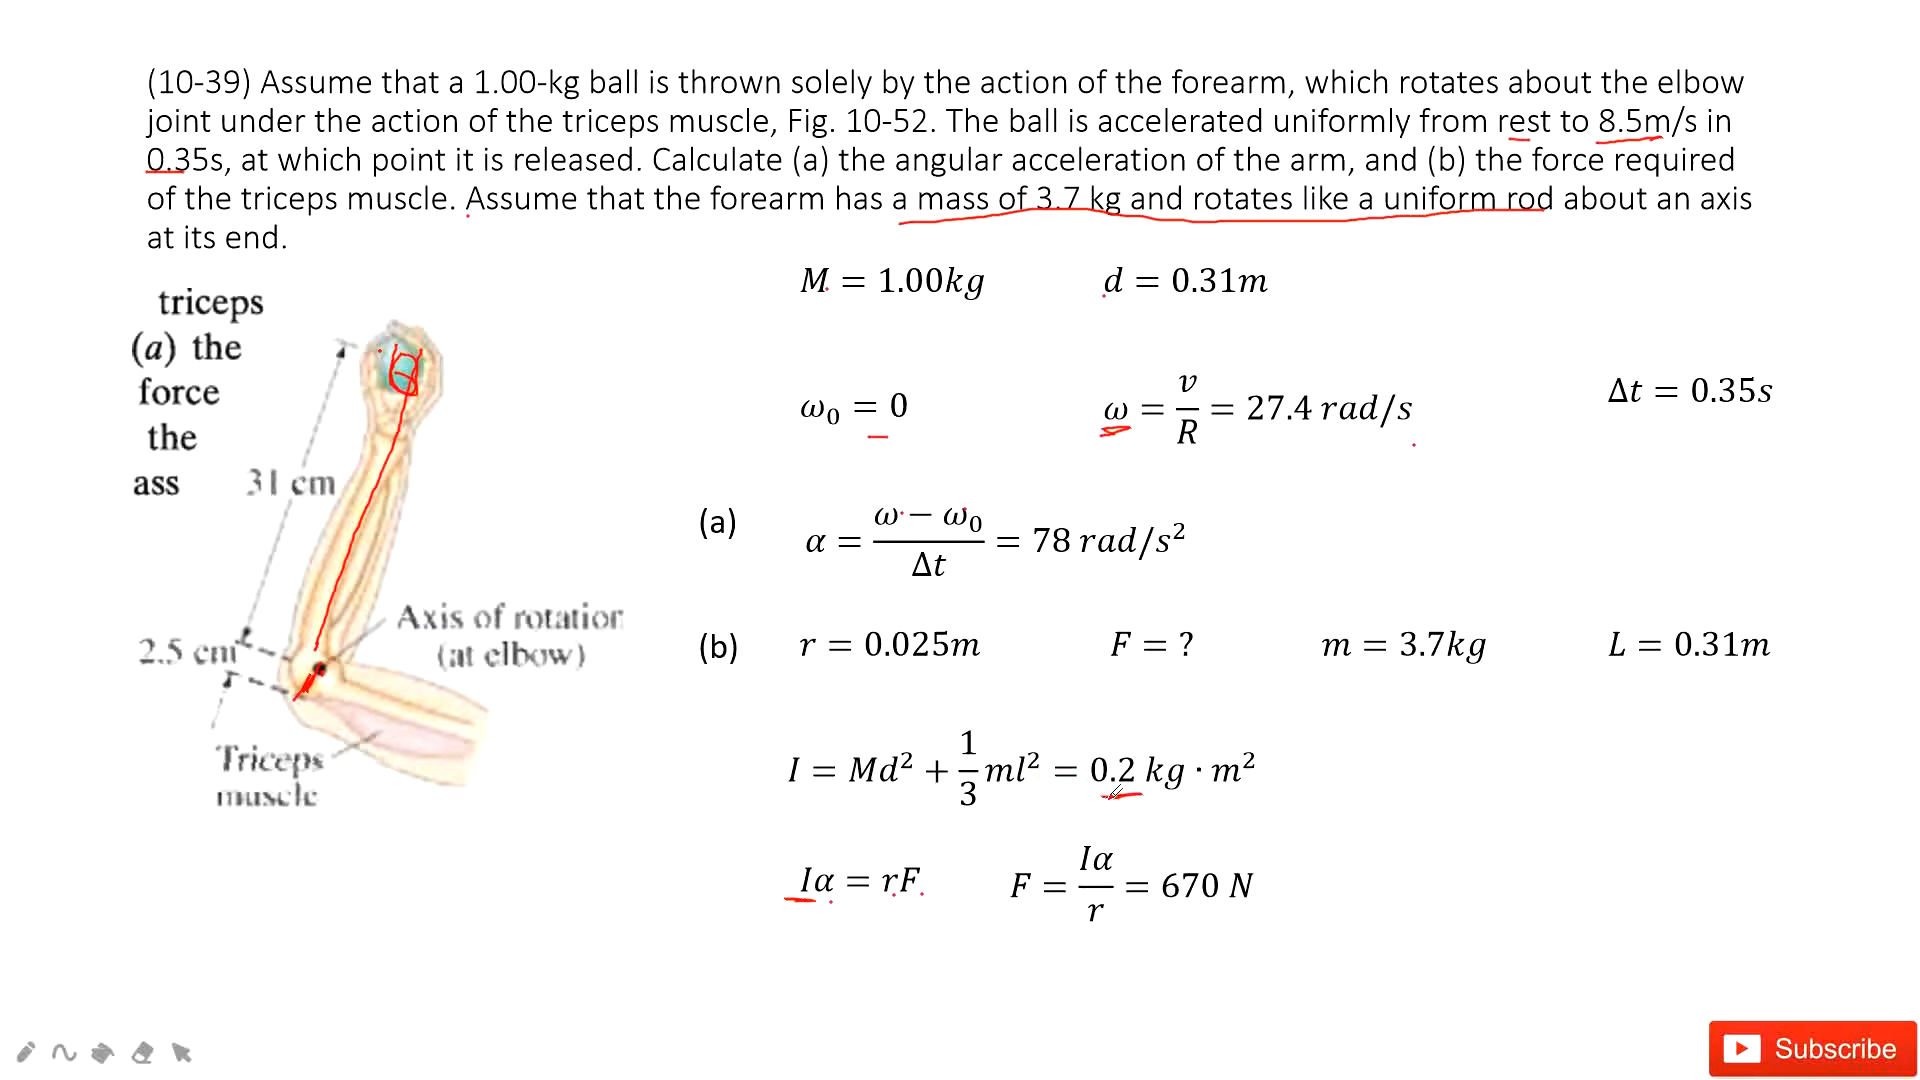 (10-39) Assume that a 1.00-kg ball is thrown solely by the action of the forearm, which rotates about the elbow
joint under the action of the triceps muscle, Fig. 10-52. The ball is accelerated uniformly from rest to 8.5m/s in
0.35s, at which point it is released. Calculate (a) the angular acceleration of the arm, and (b) the force required
of the triceps muscle. Assume that the forearm has a mass of 3.7 kg and rotates like a uniform rod about an axis
at its end.
M = 1.00kg d = 0.31m
triceps
(a) the
force
the
ass
31 cm
2.5 cm
Axis of rotation
(at elbow)
Triceps
muscle
ω₀ = 0 ω = v/R = 27.4 rad/s Δt = 0.35s
(a) α = (ω − ω₀)/Δt = 78 rad/s²
(b) r = 0.025m F = ? m = 3.7kg L = 0.31m
I = Md² + 1/3 ml² = 0.2 kg · m²
Iα = rF F = Iα/r = 670 N
Subscribe